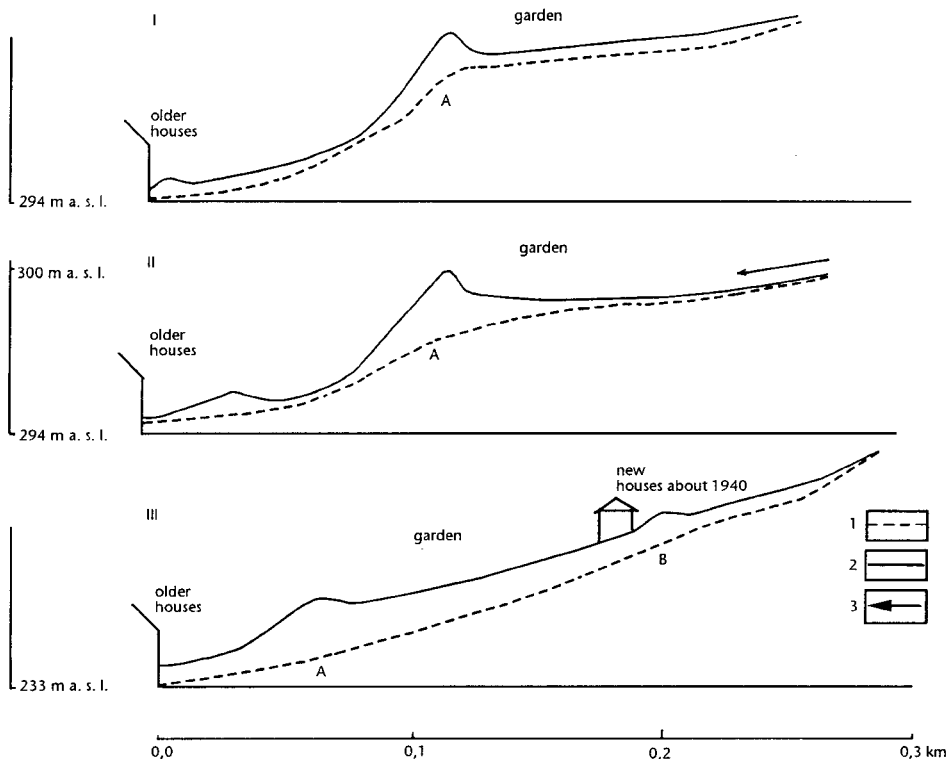 I
garden
older
houses
A
294 m a. s. l.
II
garden
300 m a. s. l.
older
houses
A
294 m a. s. l.
III
new
houses about 1940
garden
older
houses
A
B
233 m a. s. l.
1
2
3
0,0
0,1
0,2
0,3 km